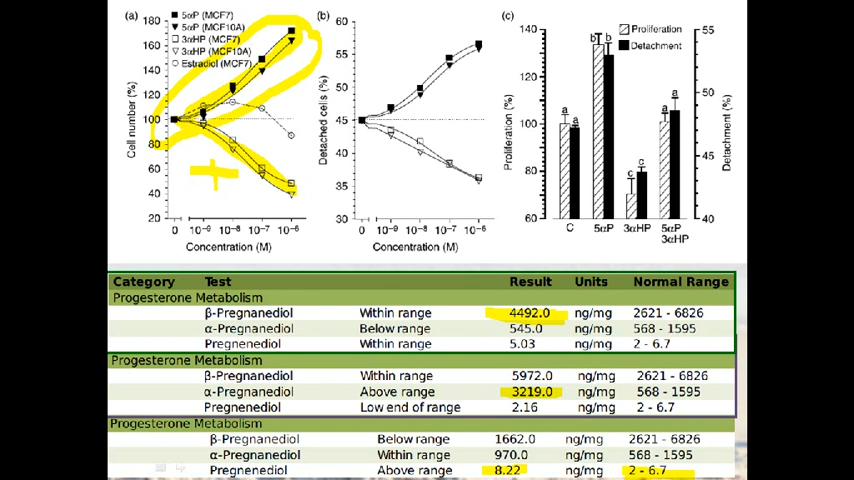 (a)
5αP (MCF7)
5αP (MCF10A)
3αHP (MCF7)
3αHP (MCF10A)
Estradiol (MCF7)
Cell number (%)
180
160
140
120
100
80
60
40
20
0 10−9 10−8 10−7 10−6
Concentration (M)
(b)
Detached cells (%)
60
55
50
45
40
35
30
0 10−9 10−8 10−7 10−6
Concentration (M)
(c)
Proliferation
Detachment
Proliferation (%)
140
120
100
80
60
Detachment (%)
55
50
45
40
a a b b c c a a
C 5αP 3αHP 5αP
3αHP
Category Test Result Units Normal Range
Progesterone Metabolism
β-Pregnanediol Within range 4492.0 ng/mg 2621 - 6826
α-Pregnanediol Below range 545.0 ng/mg 568 - 1595
Pregnenediol Within range 5.03 ng/mg 2 - 6.7
Progesterone Metabolism
β-Pregnanediol Within range 5972.0 ng/mg 2621 - 6826
α-Pregnanediol Above range 3219.0 ng/mg 568 - 1595
Pregnenediol Low end of range 2.16 ng/mg 2 - 6.7
Progesterone Metabolism
β-Pregnanediol Below range 1662.0 ng/mg 2621 - 6826
α-Pregnanediol Within range 970.0 ng/mg 568 - 1595
Pregnenediol Above range 8.22 ng/mg 2 - 6.7